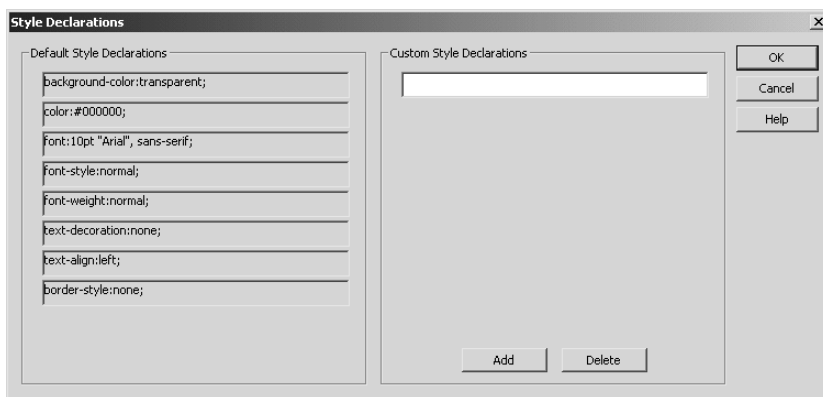 Style Declarations
Default Style Declarations
background-color:transparent;
color:#000000;
font:10pt "Arial", sans-serif;
font-style:normal;
font-weight:normal;
text-decoration:none;
text-align:left;
border-style:none;
Custom Style Declarations
Add
Delete
OK
Cancel
Help